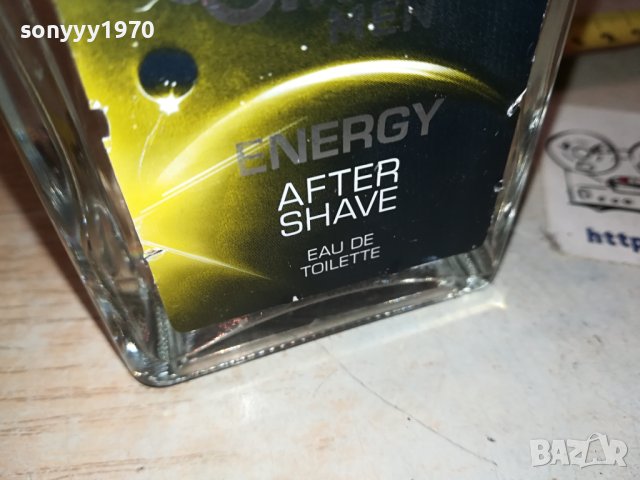 sonyyy1970
MEN
ENERGY
AFTER
SHAVE
EAU DE
TOILETTE
http
BAZAR